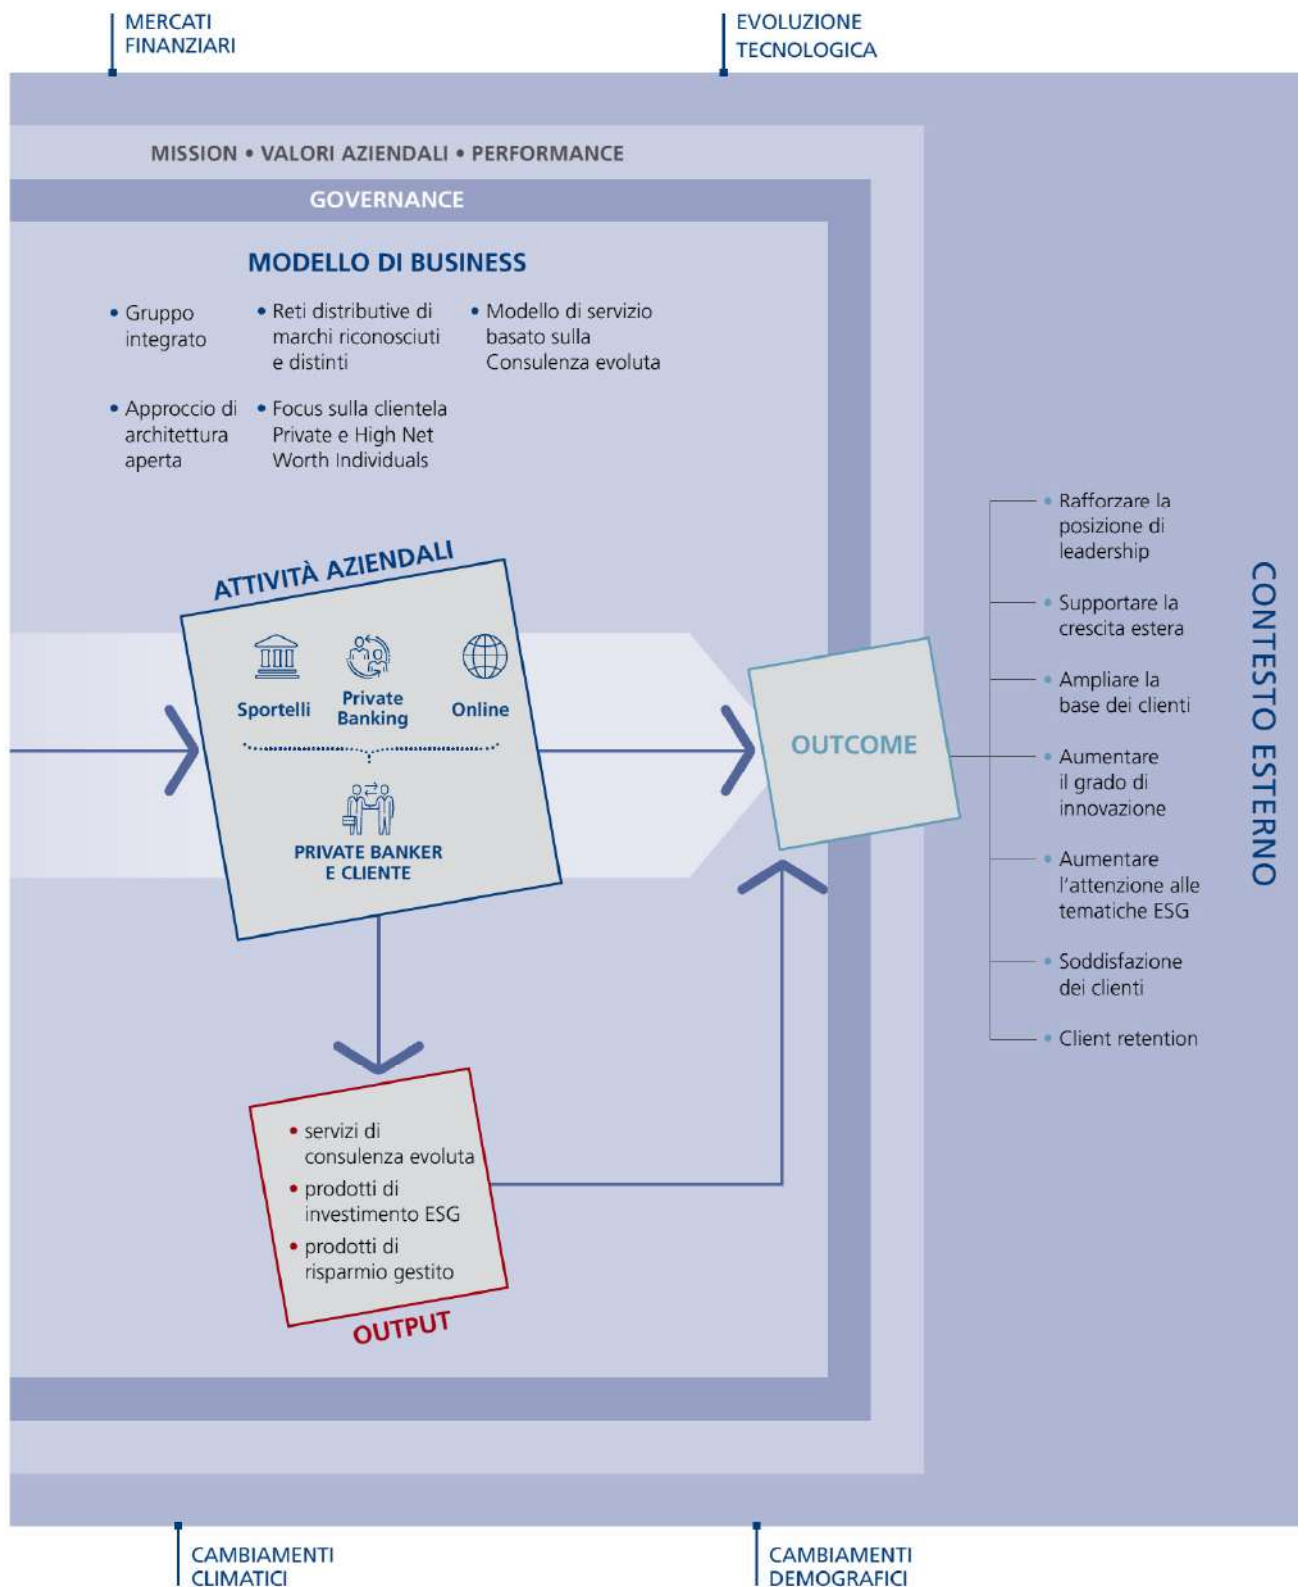 MERCATI
FINANZIARI
EVOLUZIONE
TECNOLOGICA
MISSION • VALORI AZIENDALI • PERFORMANCE
GOVERNANCE
MODELLO DI BUSINESS
• Gruppo
integrato
• Reti distributive di
marchi riconosciuti
e distinti
• Modello di servizio
basato sulla
Consulenza evoluta
• Approccio di
architettura
aperta
• Focus sulla clientela
Private e High Net
Worth Individuals
ATTIVITÀ AZIENDALI
Sportelli
Private
Banking
Online
PRIVATE BANKER
E CLIENTE
OUTCOME
• Rafforzare la
posizione di
leadership
• Supportare la
crescita estera
• Ampliare la
base dei clienti
• Aumentare
il grado di
innovazione
• Aumentare
l'attenzione alle
tematiche ESG
• Soddisfazione
dei clienti
• Client retention
CONTESTO ESTERNO
• servizi di
consulenza evoluta
• prodotti di
investimento ESG
• prodotti di
risparmio gestito
OUTPUT
CAMBIAMENTI
CLIMATICI
CAMBIAMENTI
DEMOGRAFICI